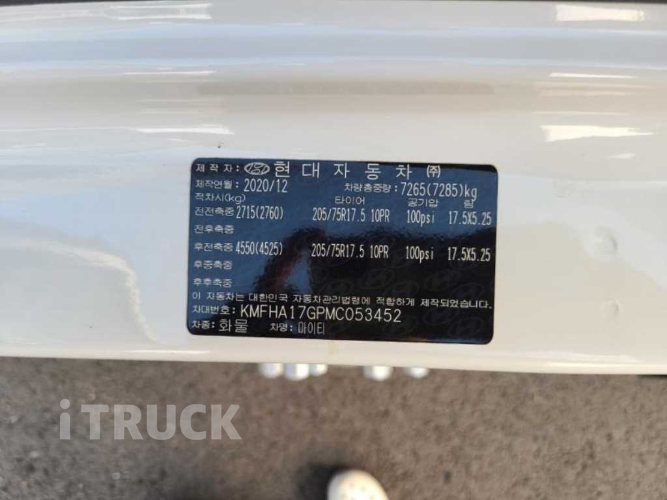 제작자: HYUNDAI 현대자동차 ㈜
제작연월: 2020/12 차량총중량: 7265(7285)kg
적차시(kg) 타이어 공기압 림
전전축중 2715(2760) 205/75R17.5 10PR 100psi 17.5X5.25
전후축중
후전축중 4550(4525) 205/75R17.5 10PR 100psi 17.5X5.25
후중축중
후후축중
이 자동차는 대한민국 자동차관리법령에 적합하게 제작되었습니다.
차대번호: KMFHA17GPMC053452
차종: 화물 차명: 마이티
iTRUCK